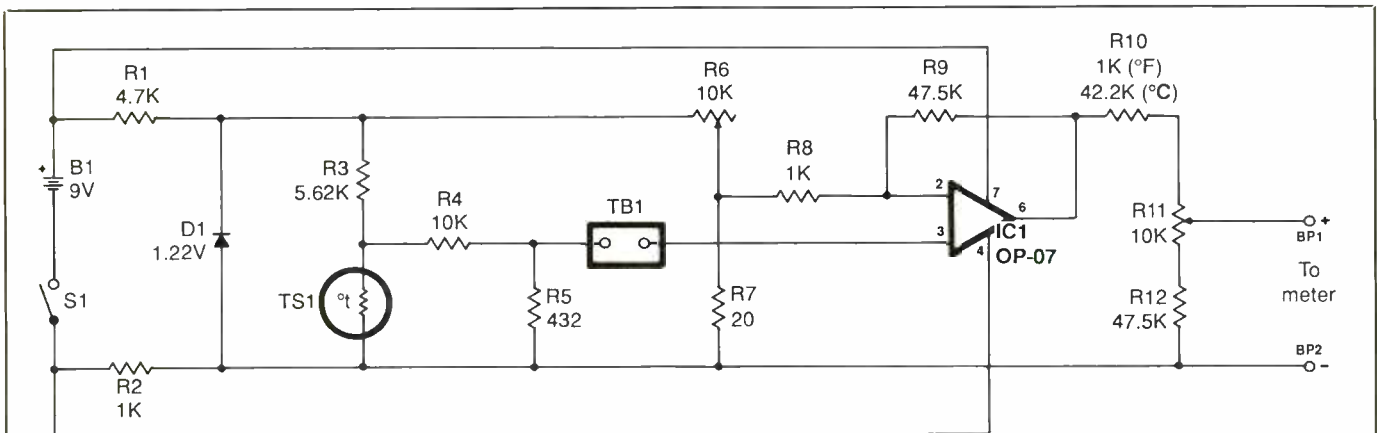 R1
4.7K
R6
10K
R9
47.5K
R10
1K (°F)
42.2K (°C)
+
B1
9V
R3
5.62K
R4
10K
R8
1K
TB1
2
7
6
3
4
IC1
OP-07
D1
1.22V
R11
10K
+
BP1
To
meter
S1
TS1
°t
R5
432
R7
20
R12
47.5K
BP2
-
R2
1K